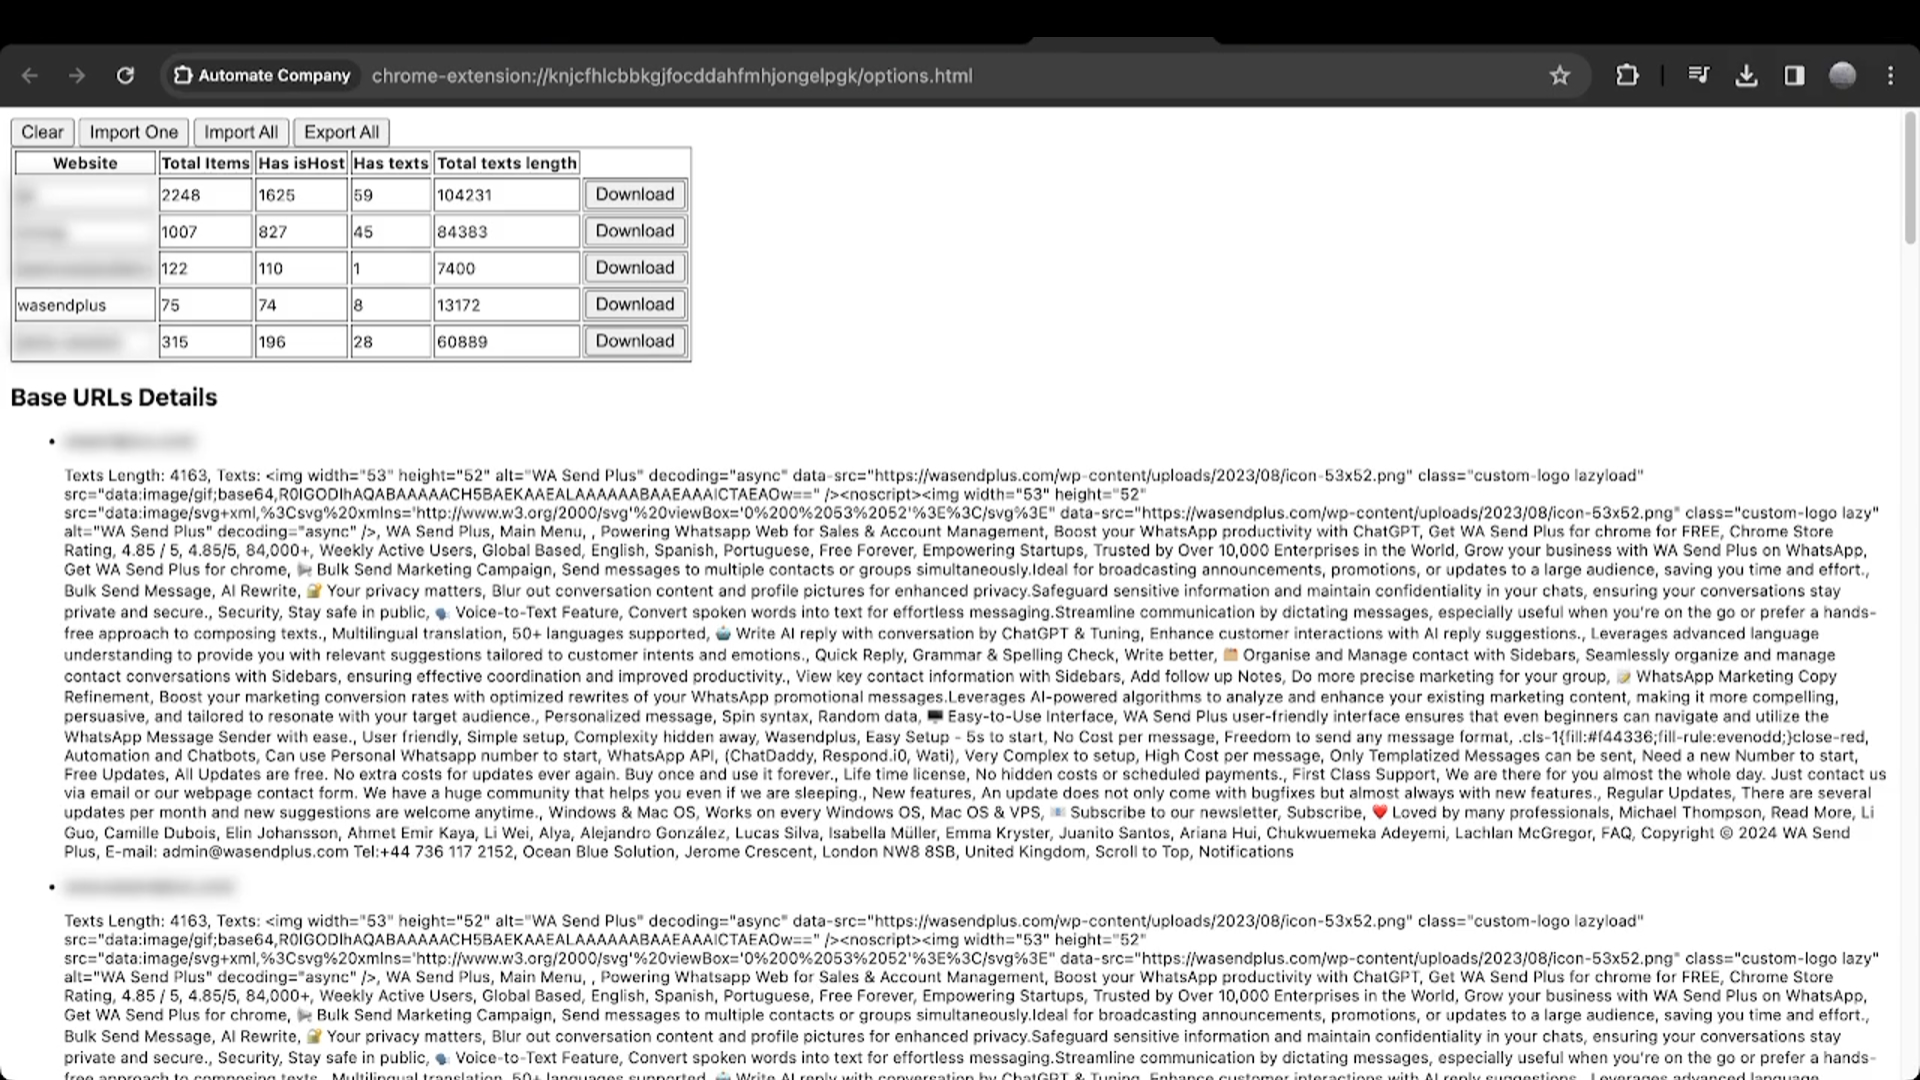 Automate Company chrome-extension://knjcfhlcbbkgjfocddahfmhjongelpgk/options.html
Clear Import One Import All Export All
Website Total Items Has isHost Has texts Total texts length
2248 1625 59 104231 Download
1007 827 45 84383 Download
122 110 1 7400 Download
wasendplus 75 74 8 13172 Download
315 196 28 60889 Download
Base URLs Details
Texts Length: 4163, Texts: <img width="53" height="52" alt="WA Send Plus" decoding="async" data-src="https://wasendplus.com/wp-content/uploads/2023/08/icon-53x52.png" class="custom-logo lazyload"
src="data:image/gif;base64,R0lGODlhAQABAAAAACH5BAEKAAEALAAAAAABAAEAAAICTAEAOw==" /><noscript><img width="53" height="52"
src="data:image/svg+xml,%3Csvg%20xmlns='http://www.w3.org/2000/svg'%20viewBox='0%200%2053%2052'%3E%3C/svg%3E" data-src="https://wasendplus.com/wp-content/uploads/2023/08/icon-53x52.png" class="custom-logo lazy"
alt="WA Send Plus" decoding="async" />, WA Send Plus, Main Menu, , Powering Whatsapp Web for Sales & Account Management, Boost your WhatsApp productivity with ChatGPT, Get WA Send Plus for chrome for FREE, Chrome Store
Rating, 4.85 / 5, 4.85/5, 84,000+, Weekly Active Users, Global Based, English, Spanish, Portuguese, Free Forever, Empowering Startups, Trusted by Over 10,000 Enterprises in the World, Grow your business with WA Send Plus on WhatsApp,
Get WA Send Plus for chrome, 📢 Bulk Send Marketing Campaign, Send messages to multiple contacts or groups simultaneously.Ideal for broadcasting announcements, promotions, or updates to a large audience, saving you time and effort.,
Bulk Send Message, AI Rewrite, 🔐 Your privacy matters, Blur out conversation content and profile pictures for enhanced privacy.Safeguard sensitive information and maintain confidentiality in your chats, ensuring your conversations stay
private and secure., Security, Stay safe in public, 🗣️ Voice-to-Text Feature, Convert spoken words into text for effortless messaging.Streamline communication by dictating messages, especially useful when you're on the go or prefer a hands-
free approach to composing texts., Multilingual translation, 50+ languages supported, 🤖 Write AI reply with conversation by ChatGPT & Tuning, Enhance customer interactions with AI reply suggestions., Leverages advanced language
understanding to provide you with relevant suggestions tailored to customer intents and emotions., Quick Reply, Grammar & Spelling Check, Write better, 🗂️ Organise and Manage contact with Sidebars, Seamlessly organize and manage
contact conversations with Sidebars, ensuring effective coordination and improved productivity., View key contact information with Sidebars, Add follow up Notes, Do more precise marketing for your group, 📝 WhatsApp Marketing Copy
Refinement, Boost your marketing conversion rates with optimized rewrites of your WhatsApp promotional messages.Leverages AI-powered algorithms to analyze and enhance your existing marketing content, making it more compelling,
persuasive, and tailored to resonate with your target audience., Personalized message, Spin syntax, Random data, 🖥️ Easy-to-Use Interface, WA Send Plus user-friendly interface ensures that even beginners can navigate and utilize the
WhatsApp Message Sender with ease., User friendly, Simple setup, Complexity hidden away, Wasendplus, Easy Setup - 5s to start, No Cost per message, Freedom to send any message format, .cls-1{fill:#f44336;fill-rule:evenodd;}close-red,
Automation and Chatbots, Can use Personal Whatsapp number to start, WhatsApp API, (ChatDaddy, Respond.i0, Wati), Very Complex to setup, High Cost per message, Only Templatized Messages can be sent, Need a new Number to start,
Free Updates, All Updates are free. No extra costs for updates ever again. Buy once and use it forever., Life time license, No hidden costs or scheduled payments., First Class Support, We are there for you almost the whole day. Just contact us
via email or our webpage contact form. We have a huge community that helps you even if we are sleeping., New features, An update does not only come with bugfixes but almost always with new features., Regular Updates, There are several
updates per month and new suggestions are welcome anytime., Windows & Mac OS, Works on every Windows OS, Mac OS & VPS, 📧 Subscribe to our newsletter, Subscribe, ❤️ Loved by many professionals, Michael Thompson, Read More, Li
Guo, Camille Dubois, Elin Johansson, Ahmet Emir Kaya, Li Wei, Alya, Alejandro González, Lucas Silva, Isabella Müller, Emma Kryster, Juanito Santos, Ariana Hui, Chukwuemeka Adeyemi, Lachlan McGregor, FAQ, Copyright © 2024 WA Send
Plus, E-mail: admin@wasendplus.com Tel:+44 736 117 2152, Ocean Blue Solution, Jerome Crescent, London NW8 8SB, United Kingdom, Scroll to Top, Notifications
Texts Length: 4163, Texts: <img width="53" height="52" alt="WA Send Plus" decoding="async" data-src="https://wasendplus.com/wp-content/uploads/2023/08/icon-53x52.png" class="custom-logo lazyload"
src="data:image/gif;base64,R0lGODlhAQABAAAAACH5BAEKAAEALAAAAAABAAEAAAICTAEAOw==" /><noscript><img width="53" height="52"
src="data:image/svg+xml,%3Csvg%20xmlns='http://www.w3.org/2000/svg'%20viewBox='0%200%2053%2052'%3E%3C/svg%3E" data-src="https://wasendplus.com/wp-content/uploads/2023/08/icon-53x52.png" class="custom-logo lazy"
alt="WA Send Plus" decoding="async" />, WA Send Plus, Main Menu, , Powering Whatsapp Web for Sales & Account Management, Boost your WhatsApp productivity with ChatGPT, Get WA Send Plus for chrome for FREE, Chrome Store
Rating, 4.85 / 5, 4.85/5, 84,000+, Weekly Active Users, Global Based, English, Spanish, Portuguese, Free Forever, Empowering Startups, Trusted by Over 10,000 Enterprises in the World, Grow your business with WA Send Plus on WhatsApp,
Get WA Send Plus for chrome, 📢 Bulk Send Marketing Campaign, Send messages to multiple contacts or groups simultaneously.Ideal for broadcasting announcements, promotions, or updates to a large audience, saving you time and effort.,
Bulk Send Message, AI Rewrite, 🔐 Your privacy matters, Blur out conversation content and profile pictures for enhanced privacy.Safeguard sensitive information and maintain confidentiality in your chats, ensuring your conversations stay
private and secure., Security, Stay safe in public, 🗣️ Voice-to-Text Feature, Convert spoken words into text for effortless messaging.Streamline communication by dictating messages, especially useful when you're on the go or prefer a hands-
free approach to composing texts., Multilingual translation, 50+ languages supported, 🤖 Write AI reply with conversation by ChatGPT & Tuning, Enhance customer interactions with AI reply suggestions., Leverages advanced language